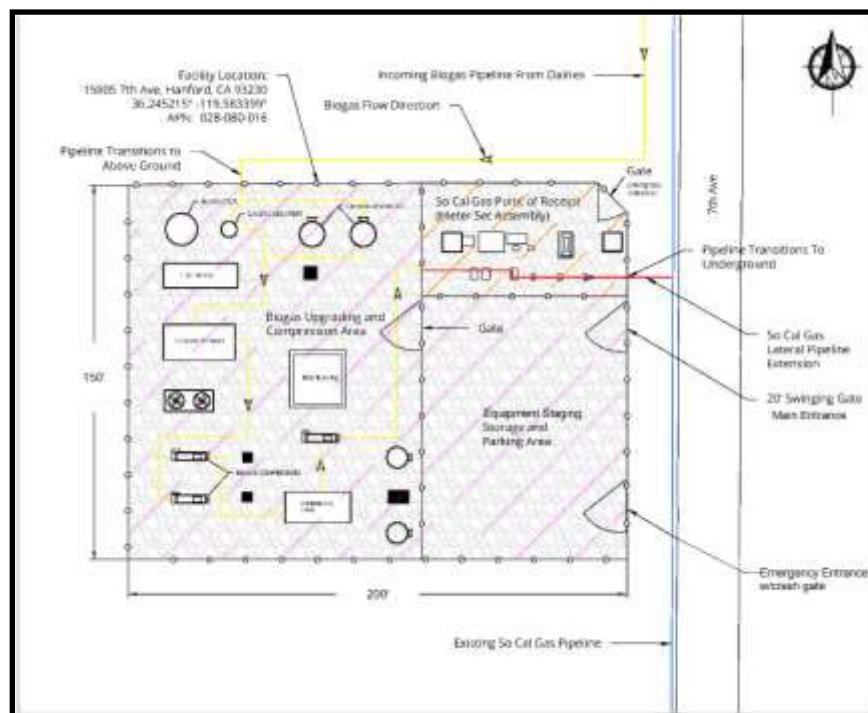 Facility Location:
15805 7th Ave, Hanford, CA 93230
36.245215° -119.583399°
APN: 028-080-016
Incoming Biogas Pipeline From Dairies
Biogas Flow Direction
Pipeline Transitions to
Above Ground
Gate
7th Ave
So Cal Gas Point of Receipt
(Meter Set Assembly)
Pipeline Transitions To
Underground
Biogas Upgrading and
Compression Area
Gate
So Cal Gas
Lateral Pipeline
Extension
150'
20' Swinging Gate
Main Entrance
Equipment Staging
Storage and
Parking Area
Emergency Entrance
w/crash gate
200'
Existing So Cal Gas Pipeline